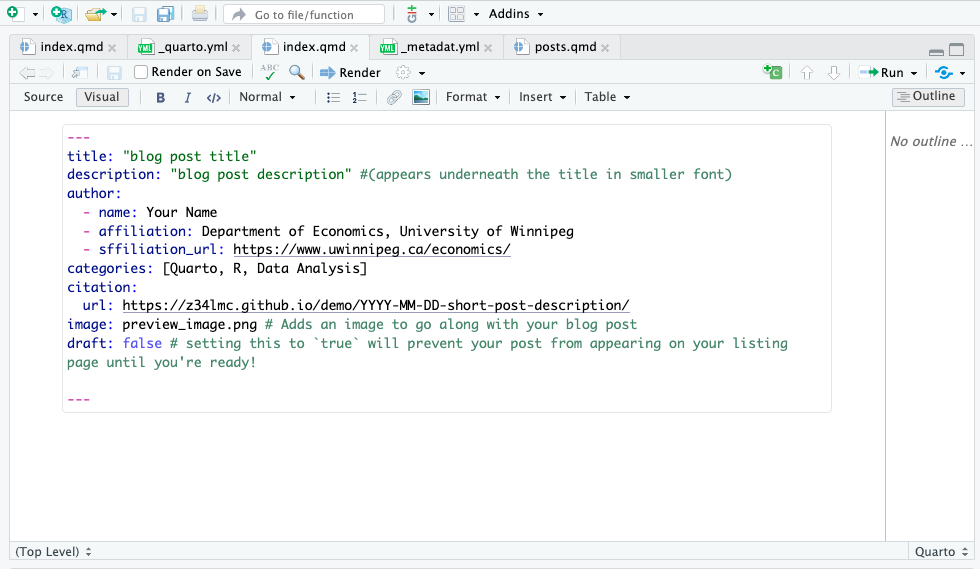 Go to file/function
Addins
index.qmd
YML _quarto.yml
index.qmd
YML _metadat.yml
posts.qmd
Render on Save
ABC
Render
Run
Source
Visual
B
I
</>
Normal
Format
Insert
Table
Outline
---
title: "blog post title"
description: "blog post description" #(appears underneath the title in smaller font)
author:
- name: Your Name
- affiliation: Department of Economics, University of Winnipeg
- sffiliation_url: https://www.uwinnipeg.ca/economics/
categories: [Quarto, R, Data Analysis]
citation:
url: https://z34lmc.github.io/demo/YYYY-MM-DD-short-post-description/
image: preview_image.png # Adds an image to go along with your blog post
draft: false # setting this to `true` will prevent your post from appearing on your listing
page until you're ready!
---
No outline ...
(Top Level)
Quarto